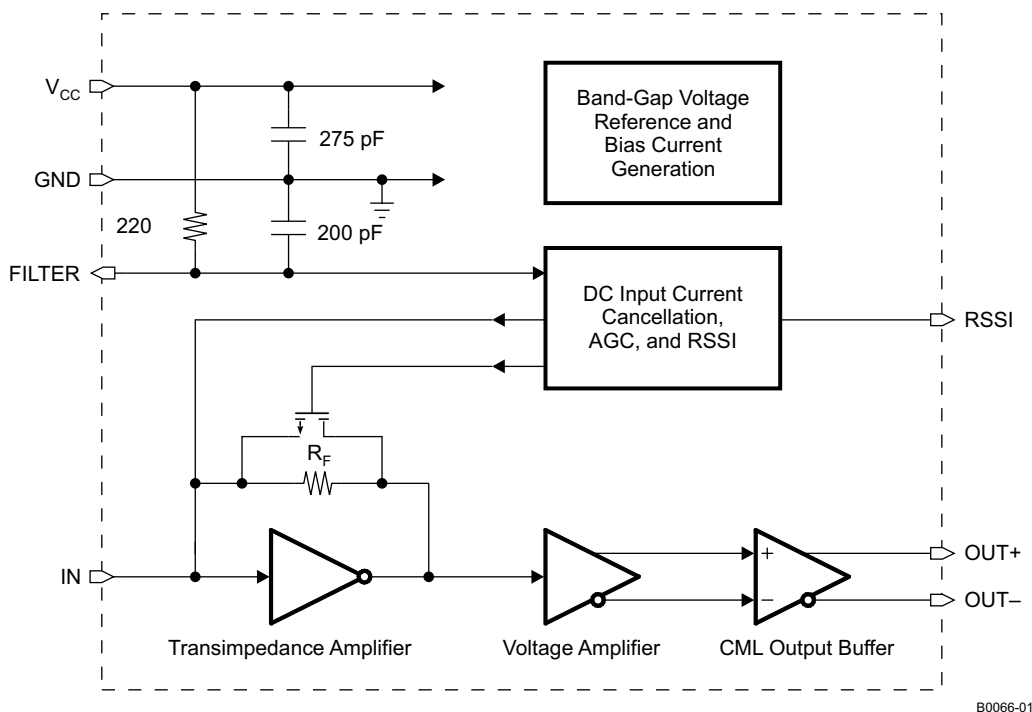 V_CC
Band-Gap Voltage
Reference and
Bias Current
Generation
275 pF
GND
220
200 pF
FILTER
DC Input Current
Cancellation,
AGC, and RSSI
RSSI
R_F
IN
+
−
OUT+
OUT–
Transimpedance Amplifier
Voltage Amplifier
CML Output Buffer
B0066-01